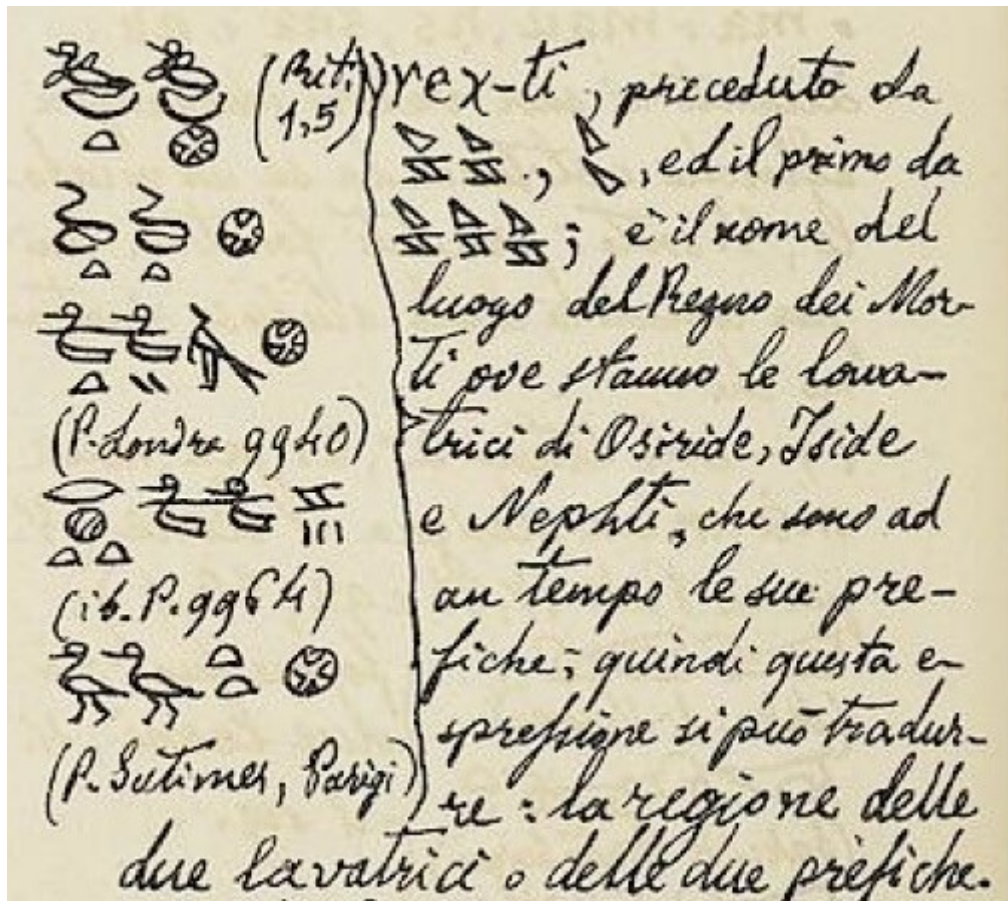 (Rit.
1,5)
(P. Londra 9940)
(ib. P. 9964)
(P. Sutimes, Parigi)
reχ-ti, preceduto da
, ed il primo da
; è il nome del
luogo del Regno dei Mor-
ti ove stanno le lava-
trici di Osiride, Iside
e Nephti, che sono ad
un tempo le sue pre-
fiche; quindi questa e-
spressione si può tradur-
re: la regione delle
due lavatrici o delle due prefiche.